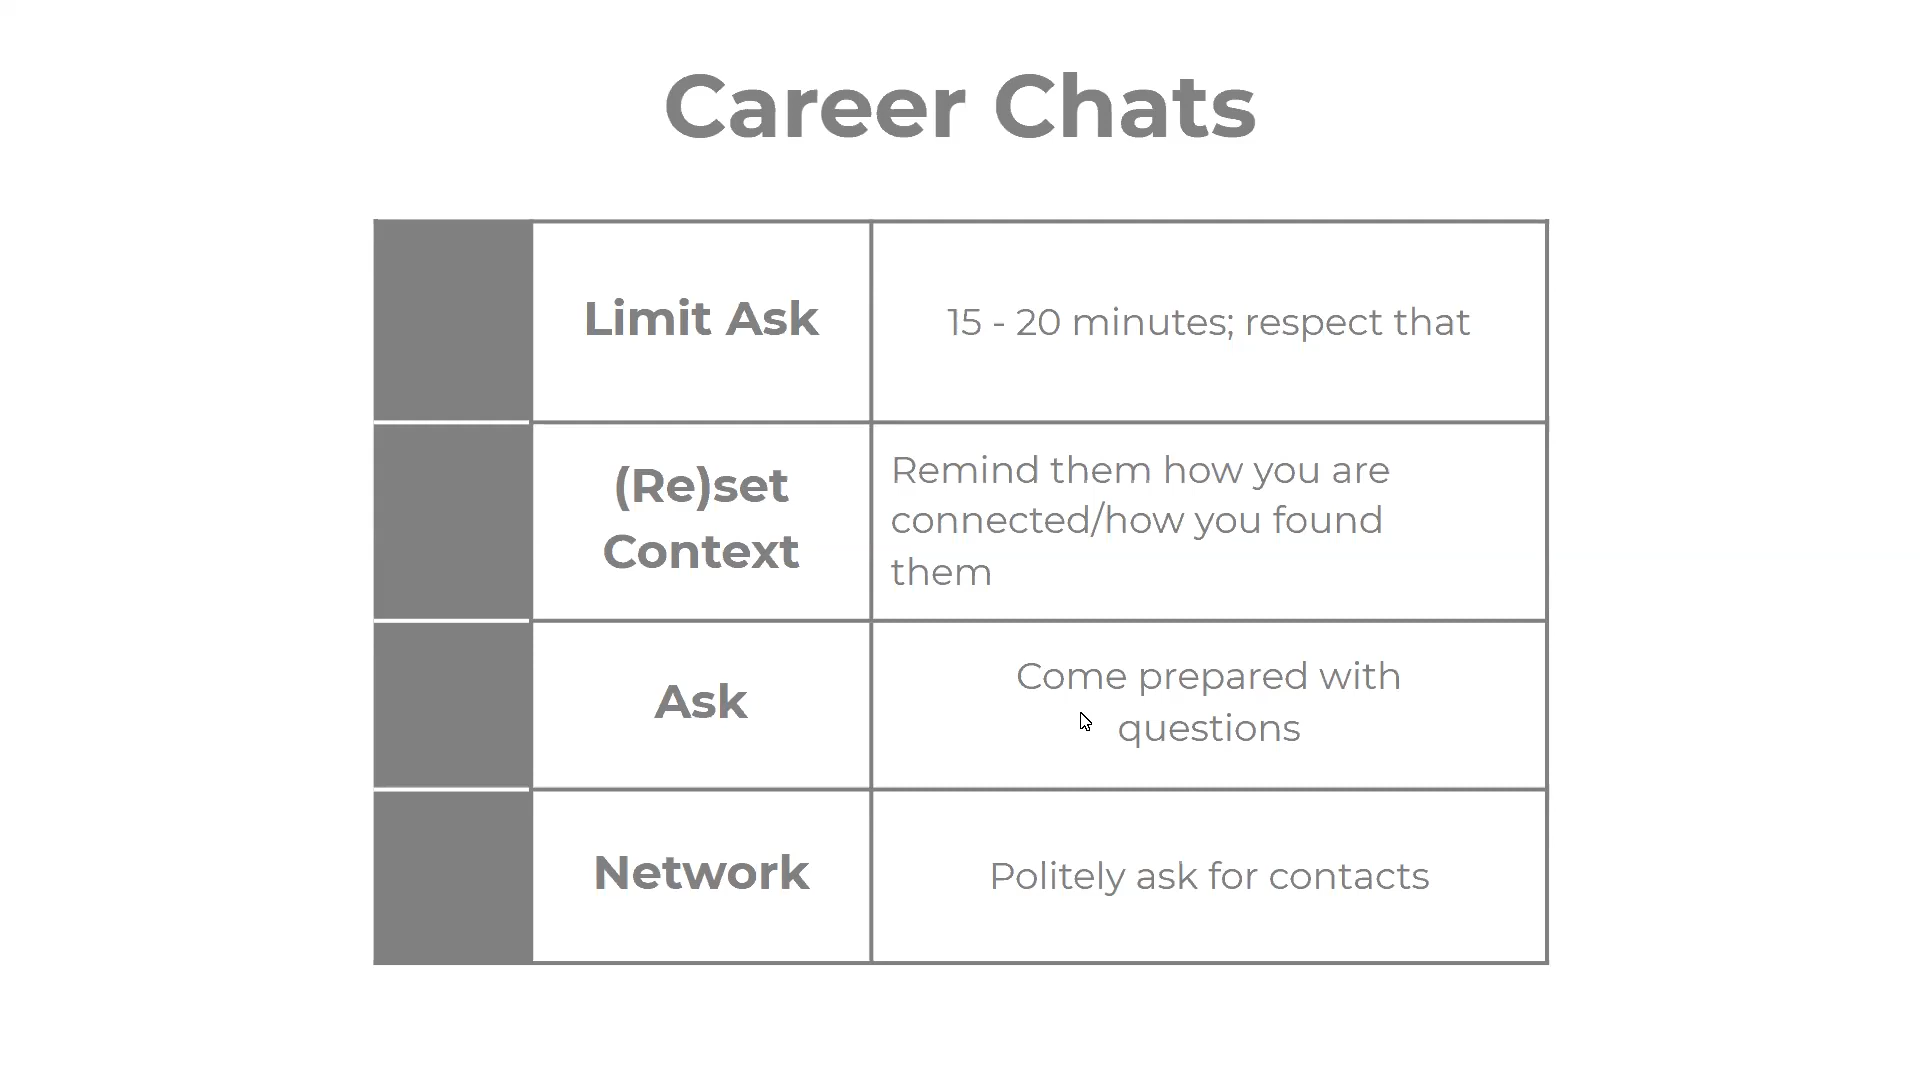 Career Chats
Limit Ask
15 - 20 minutes; respect that
(Re)set
Context
Remind them how you are
connected/how you found
them
Ask
Come prepared with
questions
Network
Politely ask for contacts